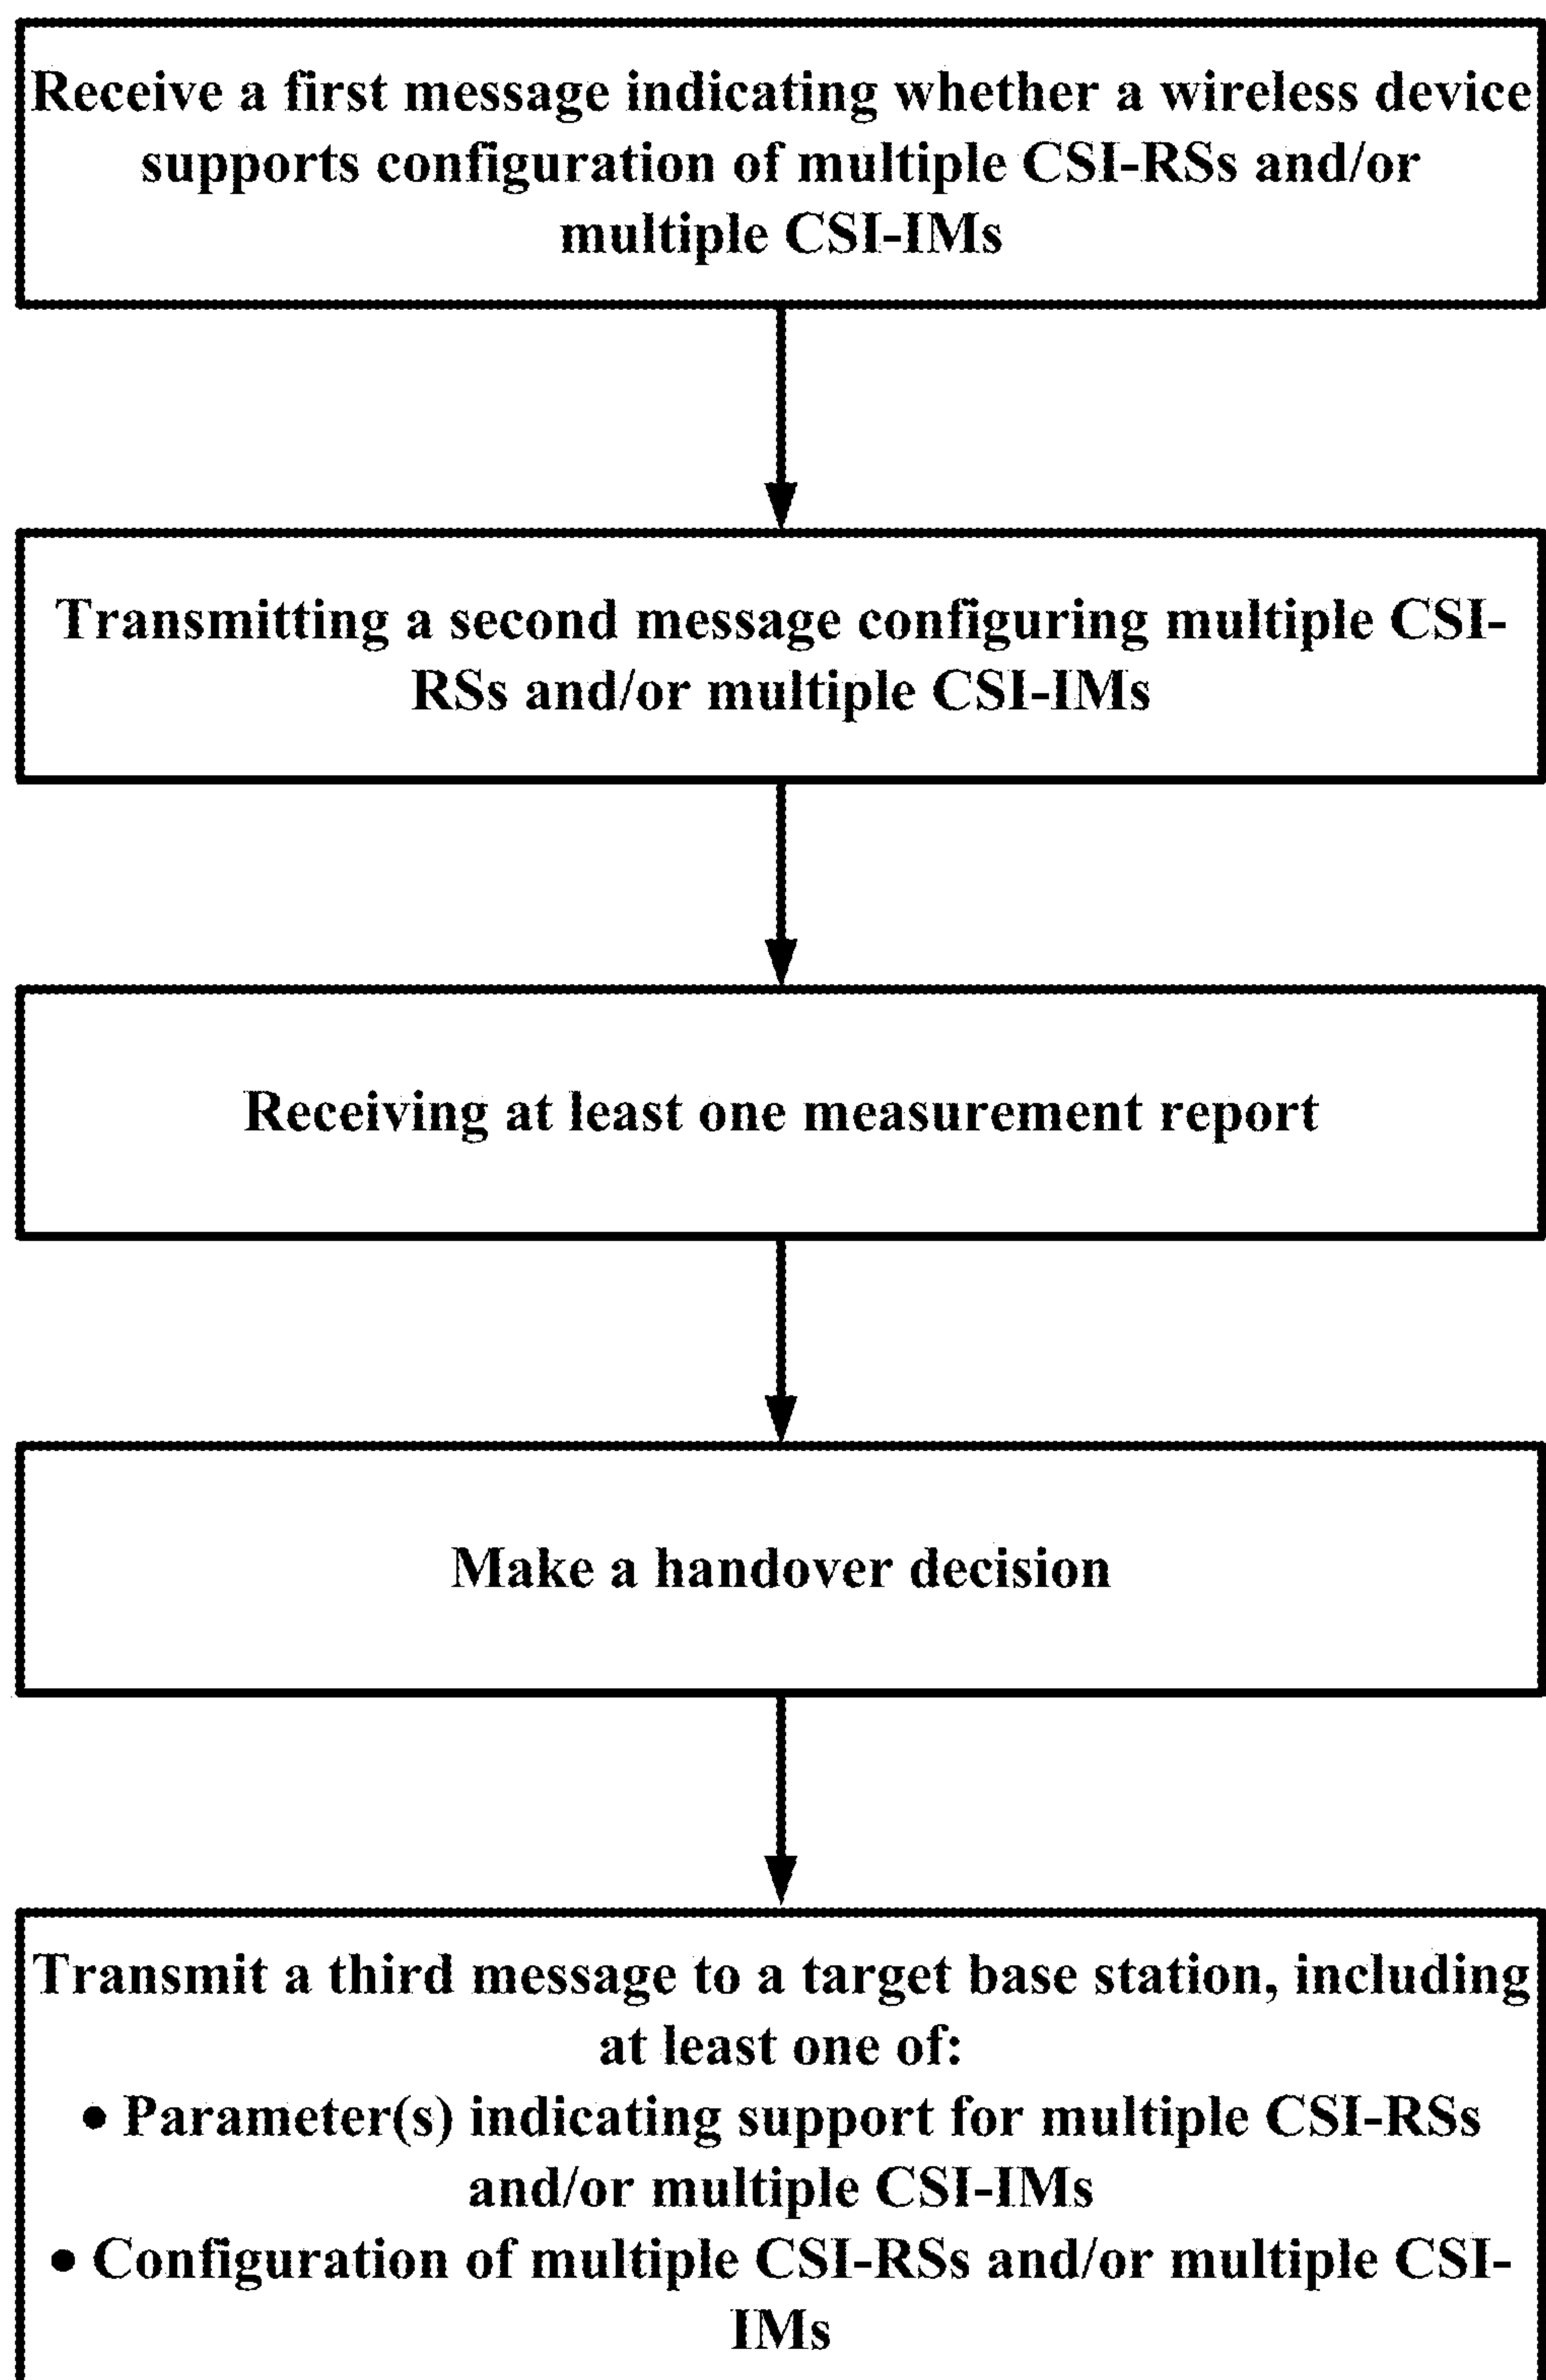 Receive a first message indicating whether a wireless device
supports configuration of multiple CSI-RSs and/or
multiple CSI-IMs
Transmitting a second message configuring multiple CSI-
RSs and/or multiple CSI-IMs
Receiving at least one measurement report
Make a handover decision
Transmit a third message to a target base station, including
at least one of:
• Parameter(s) indicating support for multiple CSI-RSs
and/or multiple CSI-IMs
• Configuration of multiple CSI-RSs and/or multiple CSI-
IMs